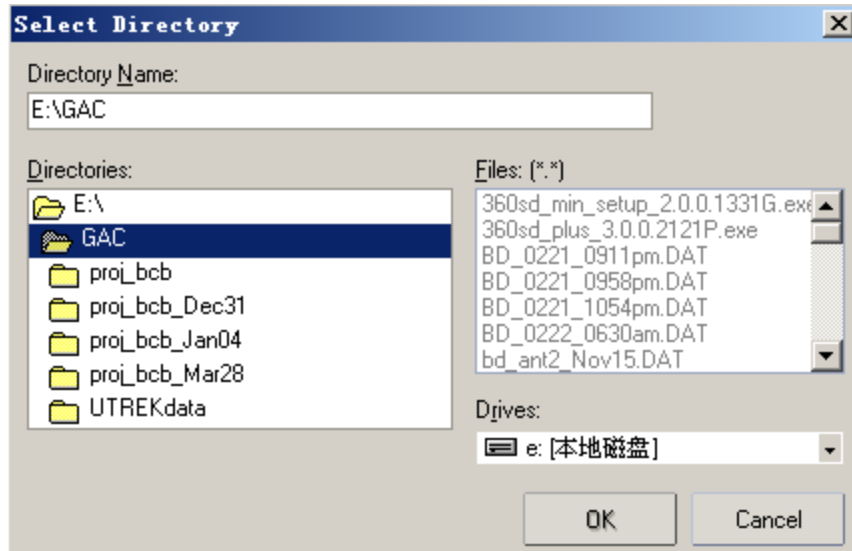 Select Directory
Directory Name:
E:\GAC
Directories:
E:\
GAC
proj_bcb
proj_bcb_Dec31
proj_bcb_Jan04
proj_bcb_Mar28
UTREKdata
Files: (*.*)
360sd_min_setup_2.0.0.1331G.exe
360sd_plus_3.0.0.2121P.exe
BD_0221_0911pm.DAT
BD_0221_0958pm.DAT
BD_0221_1054pm.DAT
BD_0222_0630am.DAT
bd_ant2_Nov15.DAT
Drives:
e: [本地磁盘]
OK
Cancel